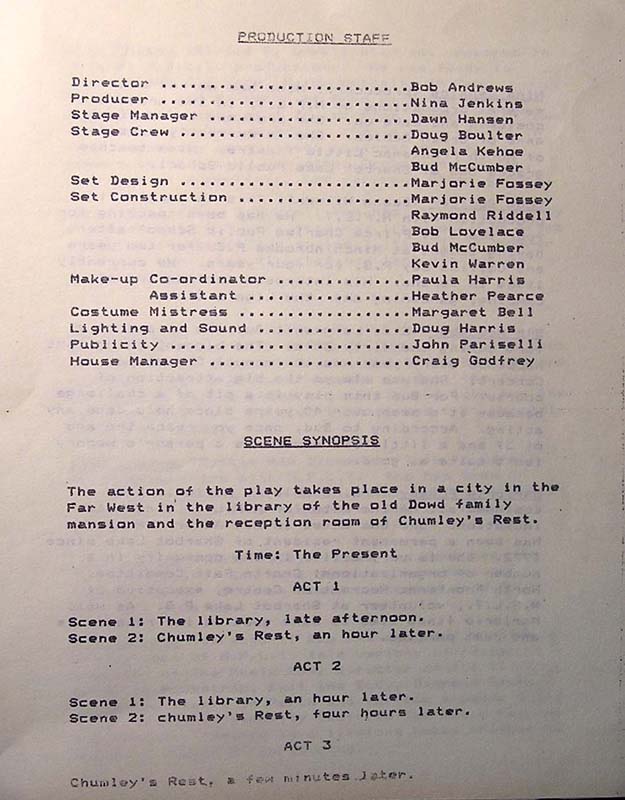 PRODUCTION STAFF
Director ..........................Bob Andrews
Producer ..........................Nina Jenkins
Stage Manager .....................Dawn Hansen
Stage Crew ........................Doug Boulter
Angela Kehoe
Bud McCumber
Set Design ........................Marjorie Fossey
Set Construction ..................Marjorie Fossey
Raymond Riddell
Bob Lovelace
Bud McCumber
Kevin Warren
Make-up Co-ordinator ..............Paula Harris
Assistant .................Heather Pearce
Costume Mistress ..................Margaret Bell
Lighting and Sound ................Doug Harris
Publicity .........................John Pariselli
House Manager .....................Craig Godfrey
SCENE SYNOPSIS
The action of the play takes place in a city in the
Far West in the library of the old Dowd family
mansion and the reception room of Chumley's Rest.
Time: The Present
ACT 1
Scene 1: The library, late afternoon.
Scene 2: Chumley's Rest, an hour later.
ACT 2
Scene 1: The library, an hour later.
Scene 2: chumley's Rest, four hours later.
ACT 3
Chumley's Rest, a few minutes later.